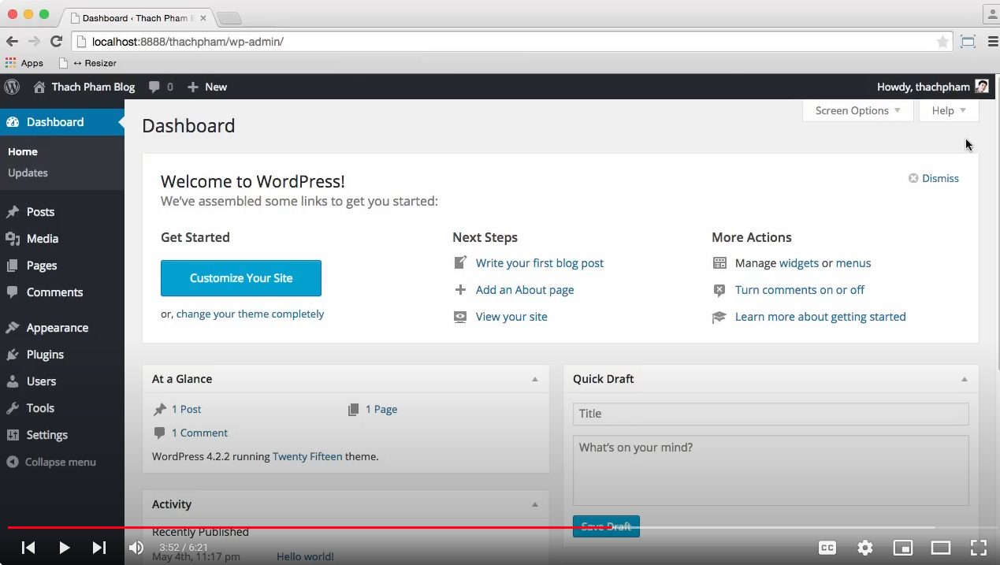 Dashboard ‹ Thach Pham B
localhost:8888/thachpham/wp-admin/
Apps ↔ Resizer
Thach Pham Blog 0 + New Howdy, thachpham
Screen Options Help
Dashboard
Home
Updates
Posts
Media
Pages
Comments
Appearance
Plugins
Users
Tools
Settings
Collapse menu
Dashboard
Welcome to WordPress!
We've assembled some links to get you started:
Dismiss
Get Started
Customize Your Site
or, change your theme completely
Next Steps
Write your first blog post
Add an About page
View your site
More Actions
Manage widgets or menus
Turn comments on or off
Learn more about getting started
At a Glance
1 Post 1 Page
1 Comment
WordPress 4.2.2 running Twenty Fifteen theme.
Activity
Recently Published
May 4th, 11:17 pm Hello world!
Quick Draft
Title
What's on your mind?
Save Draft
3:52 / 6:21
CC